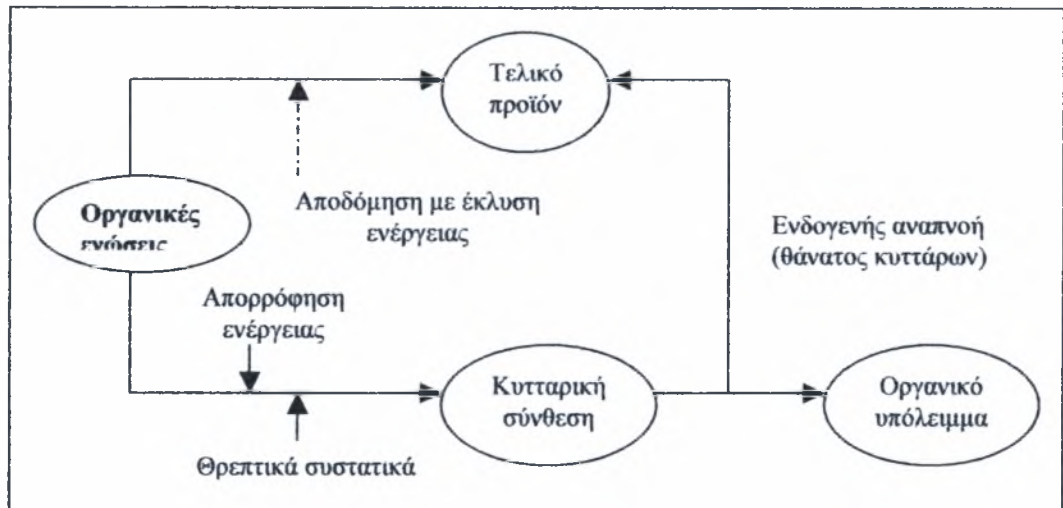 Τελικό
προϊόν
Οργανικές
ενώσεις
Αποδόμηση με έκλυση
ενέργειας
Ενδογενής αναπνοή
(θάνατος κυττάρων)
Απορρόφηση
ενέργειας
Κυτταρική
σύνθεση
Οργανικό
υπόλειμμα
Θρεπτικά συστατικά